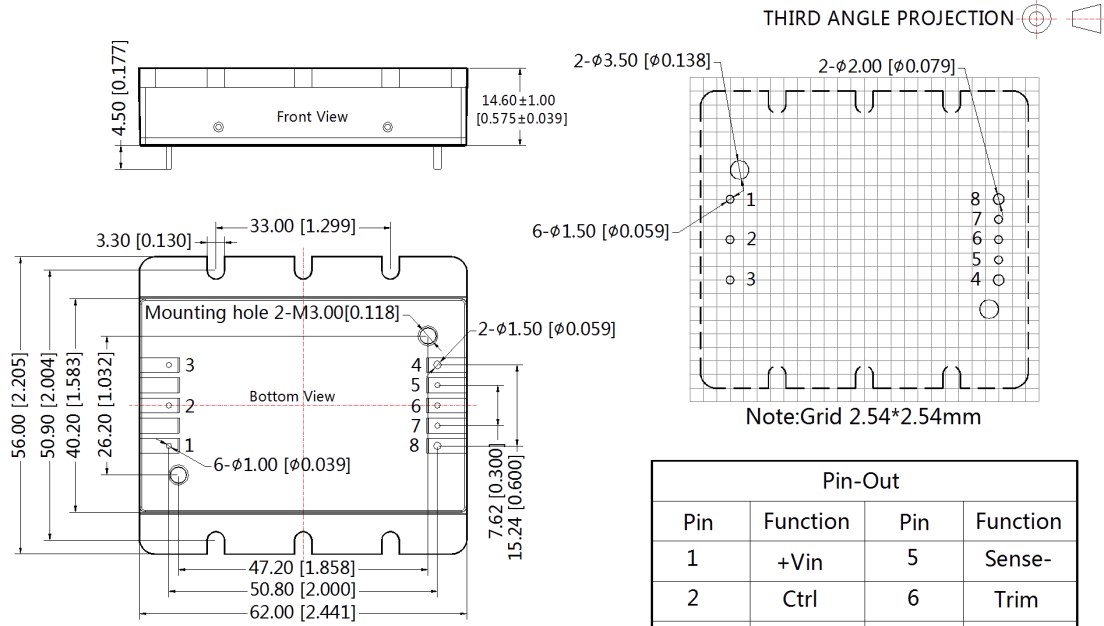 THIRD ANGLE PROJECTION
4.50 [0.177]
Front View
14.60±1.00
[0.575±0.039]
2-ϕ3.50 [ϕ0.138]
2-ϕ2.00 [ϕ0.079]
6-ϕ1.50 [ϕ0.059]
1
2
3
8
7
6
5
4
Note:Grid 2.54*2.54mm
33.00 [1.299]
3.30 [0.130]
Mounting hole 2-M3.00[0.118]
2-ϕ1.50 [ϕ0.059]
56.00 [2.205]
50.90 [2.004]
40.20 [1.583]
26.20 [1.032]
3
2
1
Bottom View
4
5
6
7
8
6-ϕ1.00 [ϕ0.039]
7.62 [0.300]
15.24 [0.600]
47.20 [1.858]
50.80 [2.000]
62.00 [2.441]
Pin-Out
Pin Function Pin Function
1 +Vin 5 Sense-
2 Ctrl 6 Trim